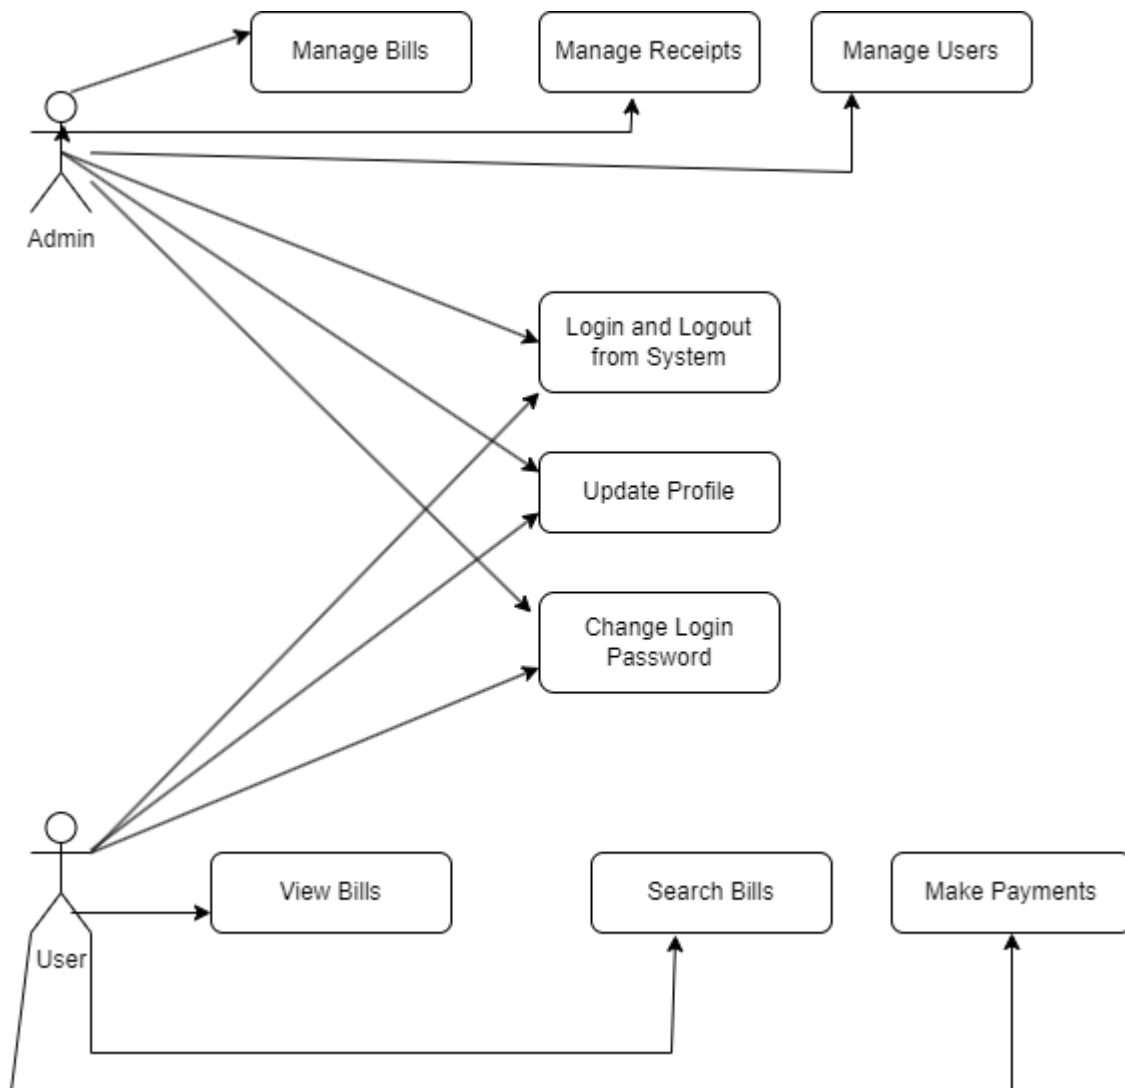 Manage Bills
Manage Receipts
Manage Users
Admin
Login and Logout
from System
Update Profile
Change Login
Password
View Bills
Search Bills
Make Payments
User